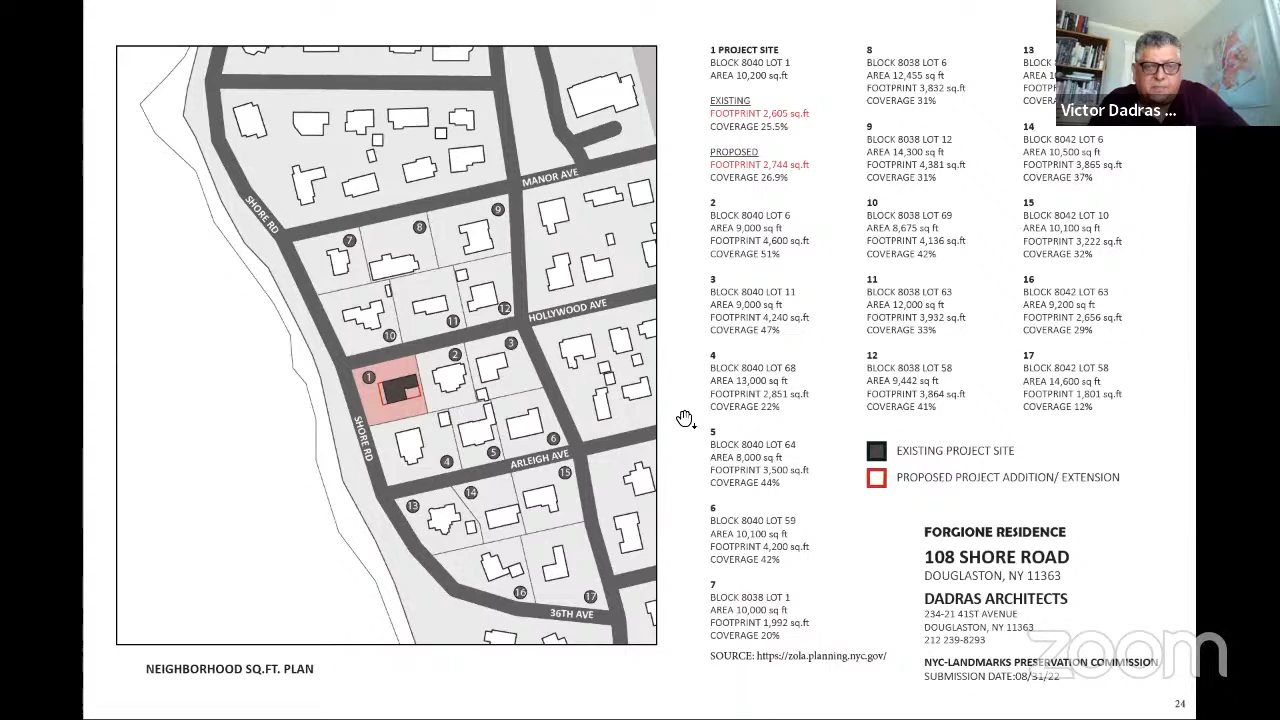 1 PROJECT SITE
BLOCK 8040 LOT 1
AREA 10,200 sq.ft
EXISTING
FOOTPRINT 2,605 sq.ft
COVERAGE 25.5%
PROPOSED
FOOTPRINT 2,744 sq.ft
COVERAGE 26.9%
2
BLOCK 8040 LOT 6
AREA 9,000 sq ft
FOOTPRINT 4,600 sq.ft
COVERAGE 51%
3
BLOCK 8040 LOT 11
AREA 9,000 sq ft
FOOTPRINT 4,240 sq.ft
COVERAGE 47%
4
BLOCK 8040 LOT 68
AREA 13,000 sq ft
FOOTPRINT 2,851 sq.ft
COVERAGE 22%
5
BLOCK 8040 LOT 64
AREA 8,000 sq ft
FOOTPRINT 3,500 sq.ft
COVERAGE 44%
6
BLOCK 8040 LOT 59
AREA 10,100 sq ft
FOOTPRINT 4,200 sq.ft
COVERAGE 42%
7
BLOCK 8038 LOT 1
AREA 10,000 sq ft
FOOTPRINT 1,992 sq.ft
COVERAGE 20%
SOURCE: https://zola.planning.nyc.gov/
8
BLOCK 8038 LOT 6
AREA 12,455 sq ft
FOOTPRINT 3,832 sq.ft
COVERAGE 31%
9
BLOCK 8038 LOT 12
AREA 14,300 sq ft
FOOTPRINT 4,381 sq.ft
COVERAGE 31%
10
BLOCK 8038 LOT 69
AREA 8,675 sq ft
FOOTPRINT 4,136 sq.ft
COVERAGE 42%
11
BLOCK 8038 LOT 63
AREA 12,000 sq ft
FOOTPRINT 3,932 sq.ft
COVERAGE 33%
12
BLOCK 8038 LOT 58
AREA 9,442 sq ft
FOOTPRINT 3,864 sq.ft
COVERAGE 41%
13
14
BLOCK 8042 LOT 6
AREA 10,500 sq ft
FOOTPRINT 3,865 sq.ft
COVERAGE 37%
15
BLOCK 8042 LOT 10
AREA 10,100 sq ft
FOOTPRINT 3,222 sq.ft
COVERAGE 32%
16
BLOCK 8042 LOT 63
AREA 9,200 sq ft
FOOTPRINT 2,656 sq.ft
COVERAGE 29%
17
BLOCK 8042 LOT 58
AREA 14,600 sq ft
FOOTPRINT 1,801 sq.ft
COVERAGE 12%
Victor Dadras ...
EXISTING PROJECT SITE
PROPOSED PROJECT ADDITION/ EXTENSION
FORGIONE RESIDENCE
108 SHORE ROAD
DOUGLASTON, NY 11363
DADRAS ARCHITECTS
234-21 41ST AVENUE
DOUGLASTON, NY 11363
212 239-8293
NYC-LANDMARKS PRESERVATION COMMISSION
SUBMISSION DATE:08/31/22
zoom
24
MANOR AVE
SHORE RD
9
8
7
HOLLYWOOD AVE
12
11
10
3
2
1
SHORE RD
6
5
4
ARLEIGH AVE
15
14
13
16
17
36TH AVE
NEIGHBORHOOD SQ.FT. PLAN